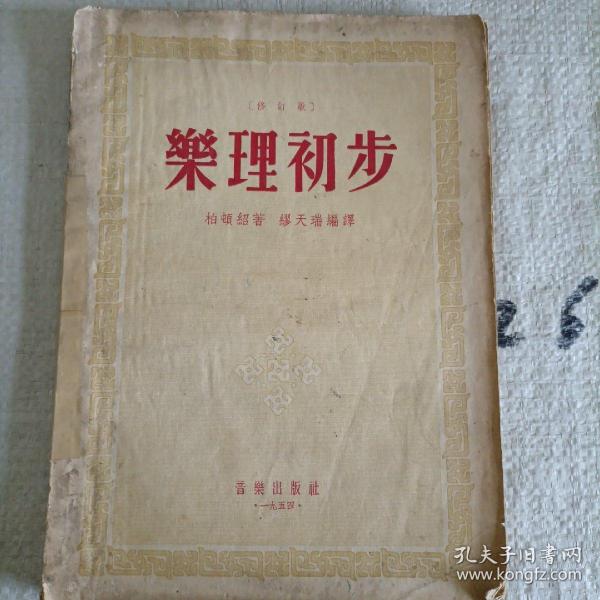 〔修訂版〕
樂理初步
柏頓紹著 繆天瑞編譯
音樂出版社
·一九五四·
26
孔夫子旧书网
www.kongfz.com